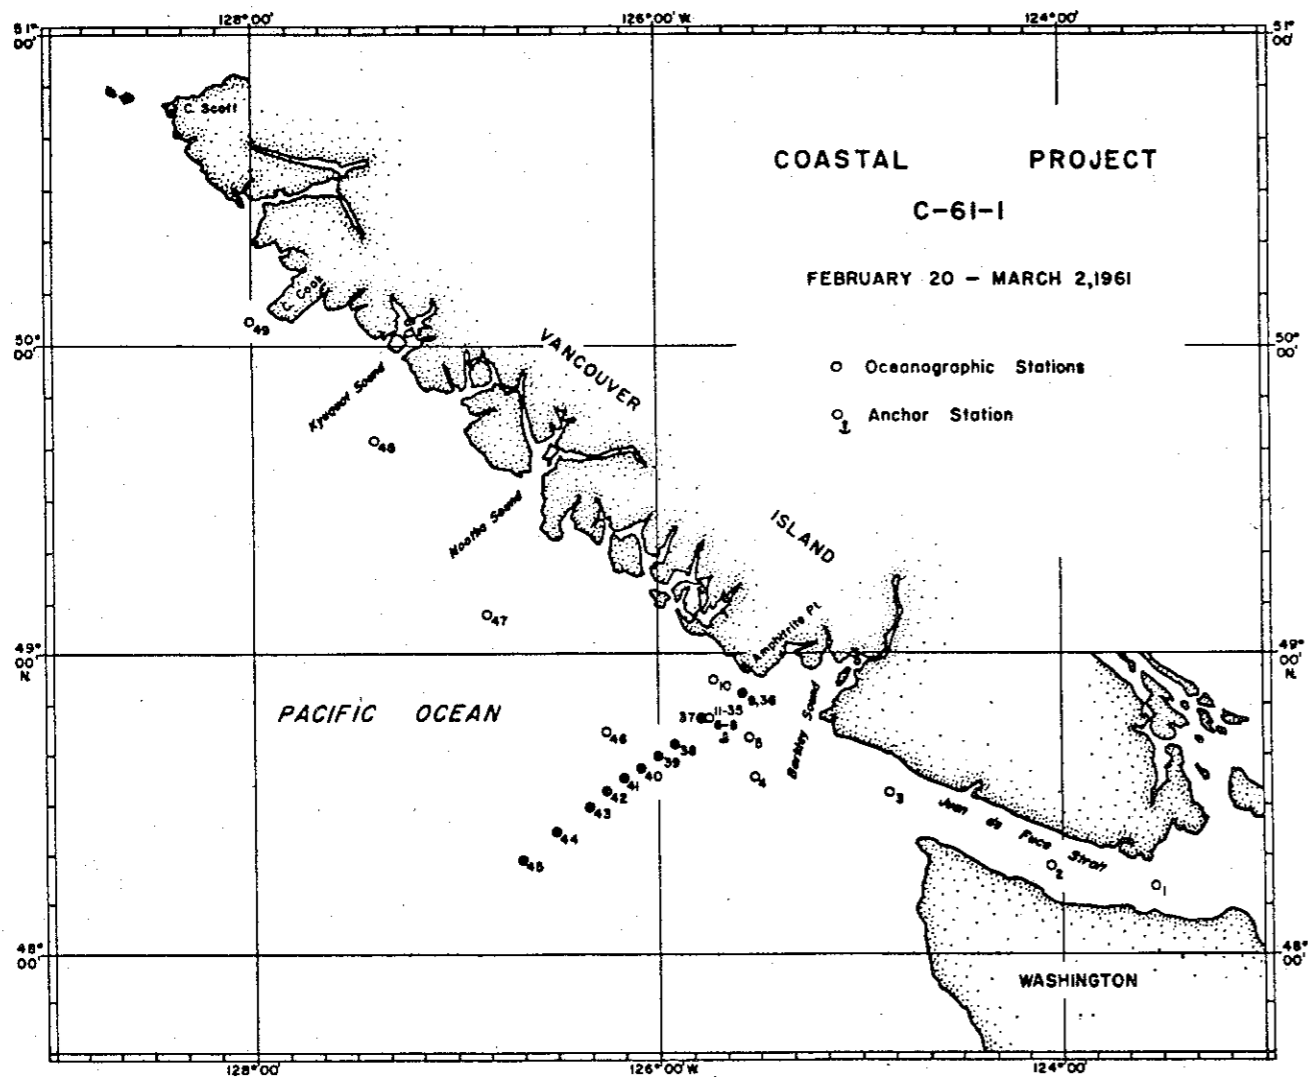 128°00'
126°00'W.
124°00'
51°
00'
51°
00'
C. Scott
COASTAL PROJECT
C-61-1
FEBRUARY 20 - MARCH 2,1961
C. Cook
49
50°
00'
50°
00'
VANCOUVER
Oceanographic Stations
Kyuquot Sound
Anchor Station
48
Nootka Sound
ISLAND
47
Amphitrite Pt.
49°
00'
N.
49°
00'
N.
10
9,36
PACIFIC OCEAN
37
11-35
6-8
Barkley Sound
46
5
38
39
4
40
41
3
42
43
Juan de Fuca Strait
44
45
2
1
48°
00'
48°
00'
WASHINGTON
128°00'
126°00'W.
124°00'